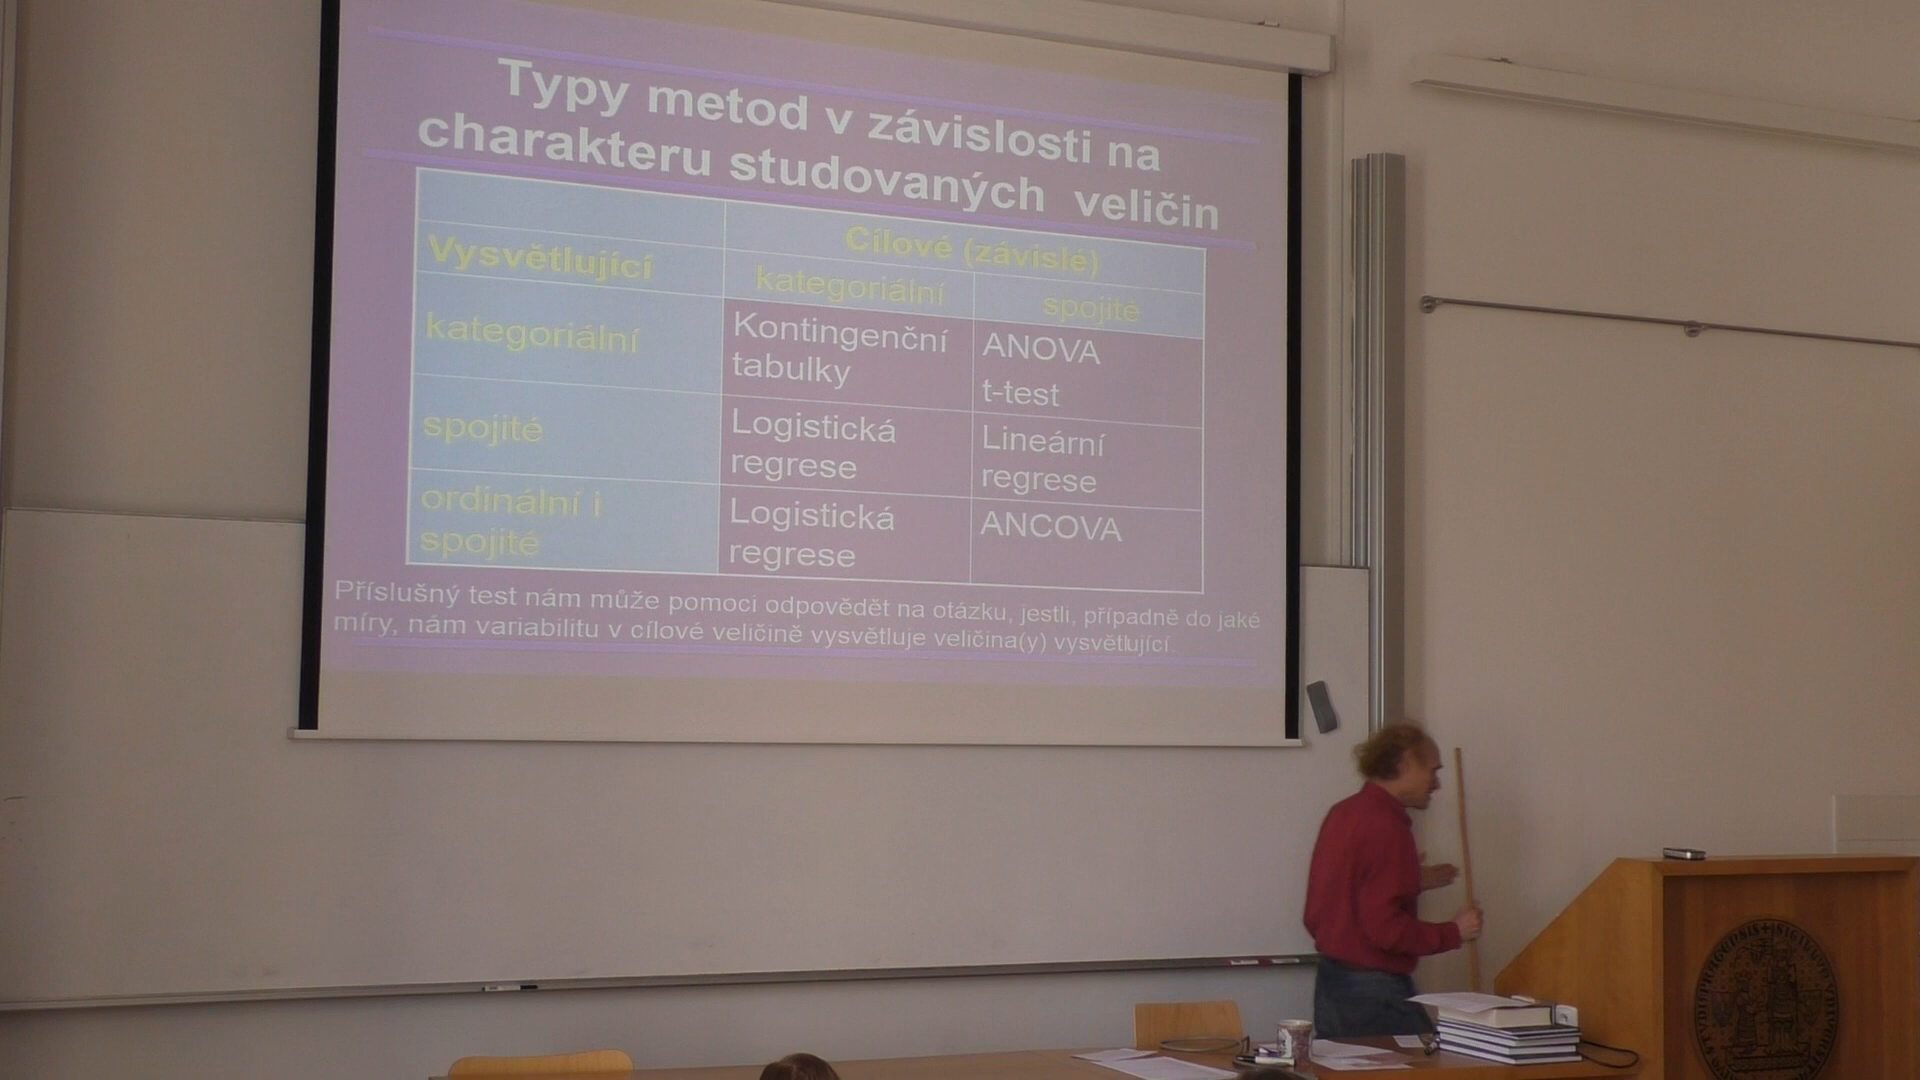 Typy metod v závislosti na
charakteru studovaných veličin
Cílové (závislé)
Vysvětlující
kategoriální
spojité
kategoriální
Kontingenční
tabulky
ANOVA
t-test
spojité
Logistická
regrese
Lineární
regrese
ordinální i
spojité
Logistická
regrese
ANCOVA
Příslušný test nám může pomoci odpovědět na otázku, jestli, případně do jaké
míry, nám variabilitu v cílové veličině vysvětluje veličina(y) vysvětlující.